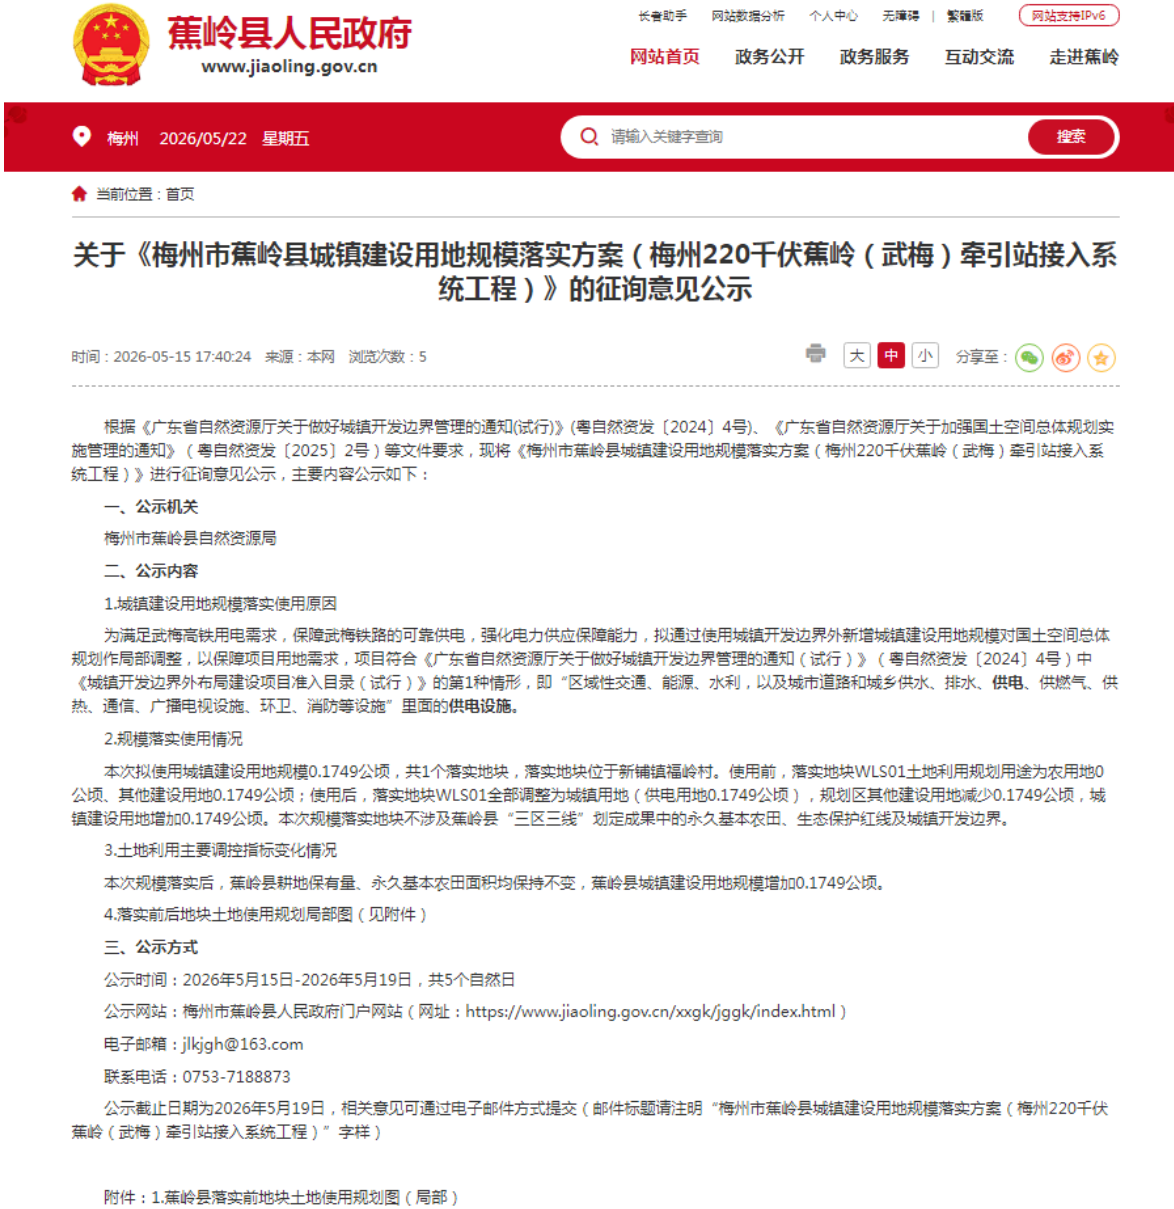 蕉岭县人民政府
www.jiaoling.gov.cn
长者助手 网站数据分析 个人中心 无障碍 | 繁體版 网站支持IPv6
网站首页 政务公开 政务服务 互动交流 走进蕉岭
梅州 2026/05/22 星期五 请输入关键字查询 搜索
当前位置：首页
关于《梅州市蕉岭县城镇建设用地规模落实方案（梅州220千伏蕉岭（武梅）牵引站接入系
统工程）》的征询意见公示
时间：2026-05-15 17:40:24 来源：本网 浏览次数：5 大 中 小 分享至：
根据《广东省自然资源厅关于做好城镇开发边界管理的通知(试行)》(粤自然资发〔2024〕4号)、《广东省自然资源厅关于加强国土空间总体规划实
施管理的通知》（粤自然资发〔2025〕2号）等文件要求，现将《梅州市蕉岭县城镇建设用地规模落实方案（梅州220千伏蕉岭（武梅）牵引站接入系
统工程）》进行征询意见公示，主要内容公示如下：
一、公示机关
梅州市蕉岭县自然资源局
二、公示内容
1.城镇建设用地规模落实使用原因
为满足武梅高铁用电需求，保障武梅铁路的可靠供电，强化电力供应保障能力，拟通过使用城镇开发边界外新增城镇建设用地规模对国土空间总体
规划作局部调整，以保障项目用地需求，项目符合《广东省自然资源厅关于做好城镇开发边界管理的通知（试行）》（粤自然资发〔2024〕4号）中
《城镇开发边界外布局建设项目准入目录（试行）》的第1种情形，即“区域性交通、能源、水利，以及城市道路和城乡供水、排水、供电、供燃气、供
热、通信、广播电视设施、环卫、消防等设施”里面的供电设施。
2.规模落实使用情况
本次拟使用城镇建设用地规模0.1749公顷，共1个落实地块，落实地块位于新铺镇福岭村。使用前，落实地块WLS01土地利用规划用途为农用地0
公顷、其他建设用地0.1749公顷；使用后，落实地块WLS01全部调整为城镇用地（供电用地0.1749公顷），规划区其他建设用地减少0.1749公顷，城
镇建设用地增加0.1749公顷。本次规模落实地块不涉及蕉岭县“三区三线”划定成果中的永久基本农田、生态保护红线及城镇开发边界。
3.土地利用主要调控指标变化情况
本次规模落实后，蕉岭县耕地保有量、永久基本农田面积均保持不变，蕉岭县城镇建设用地规模增加0.1749公顷。
4.落实前后地块土地使用规划局部图（见附件）
三、公示方式
公示时间：2026年5月15日-2026年5月19日，共5个自然日
公示网站：梅州市蕉岭县人民政府门户网站（网址：https://www.jiaoling.gov.cn/xxgk/jggk/index.html）
电子邮箱：jlkjgh@163.com
联系电话：0753-7188873
公示截止日期为2026年5月19日，相关意见可通过电子邮件方式提交（邮件标题请注明“梅州市蕉岭县城镇建设用地规模落实方案（梅州220千伏
蕉岭（武梅）牵引站接入系统工程）”字样）
附件：1.蕉岭县落实前地块土地使用规划图（局部）